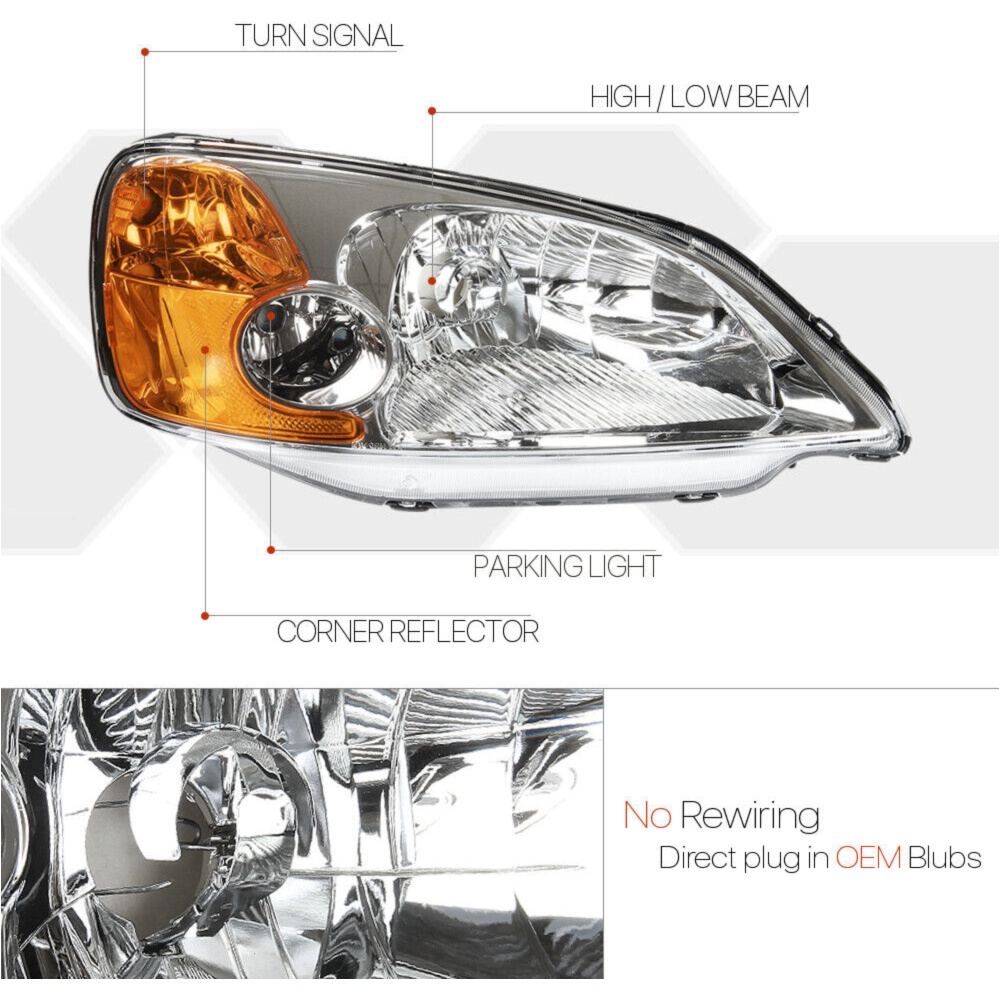 TURN SIGNAL
HIGH / LOW BEAM
PARKING LIGHT
CORNER REFLECTOR
No Rewiring
Direct plug in OEM Blubs